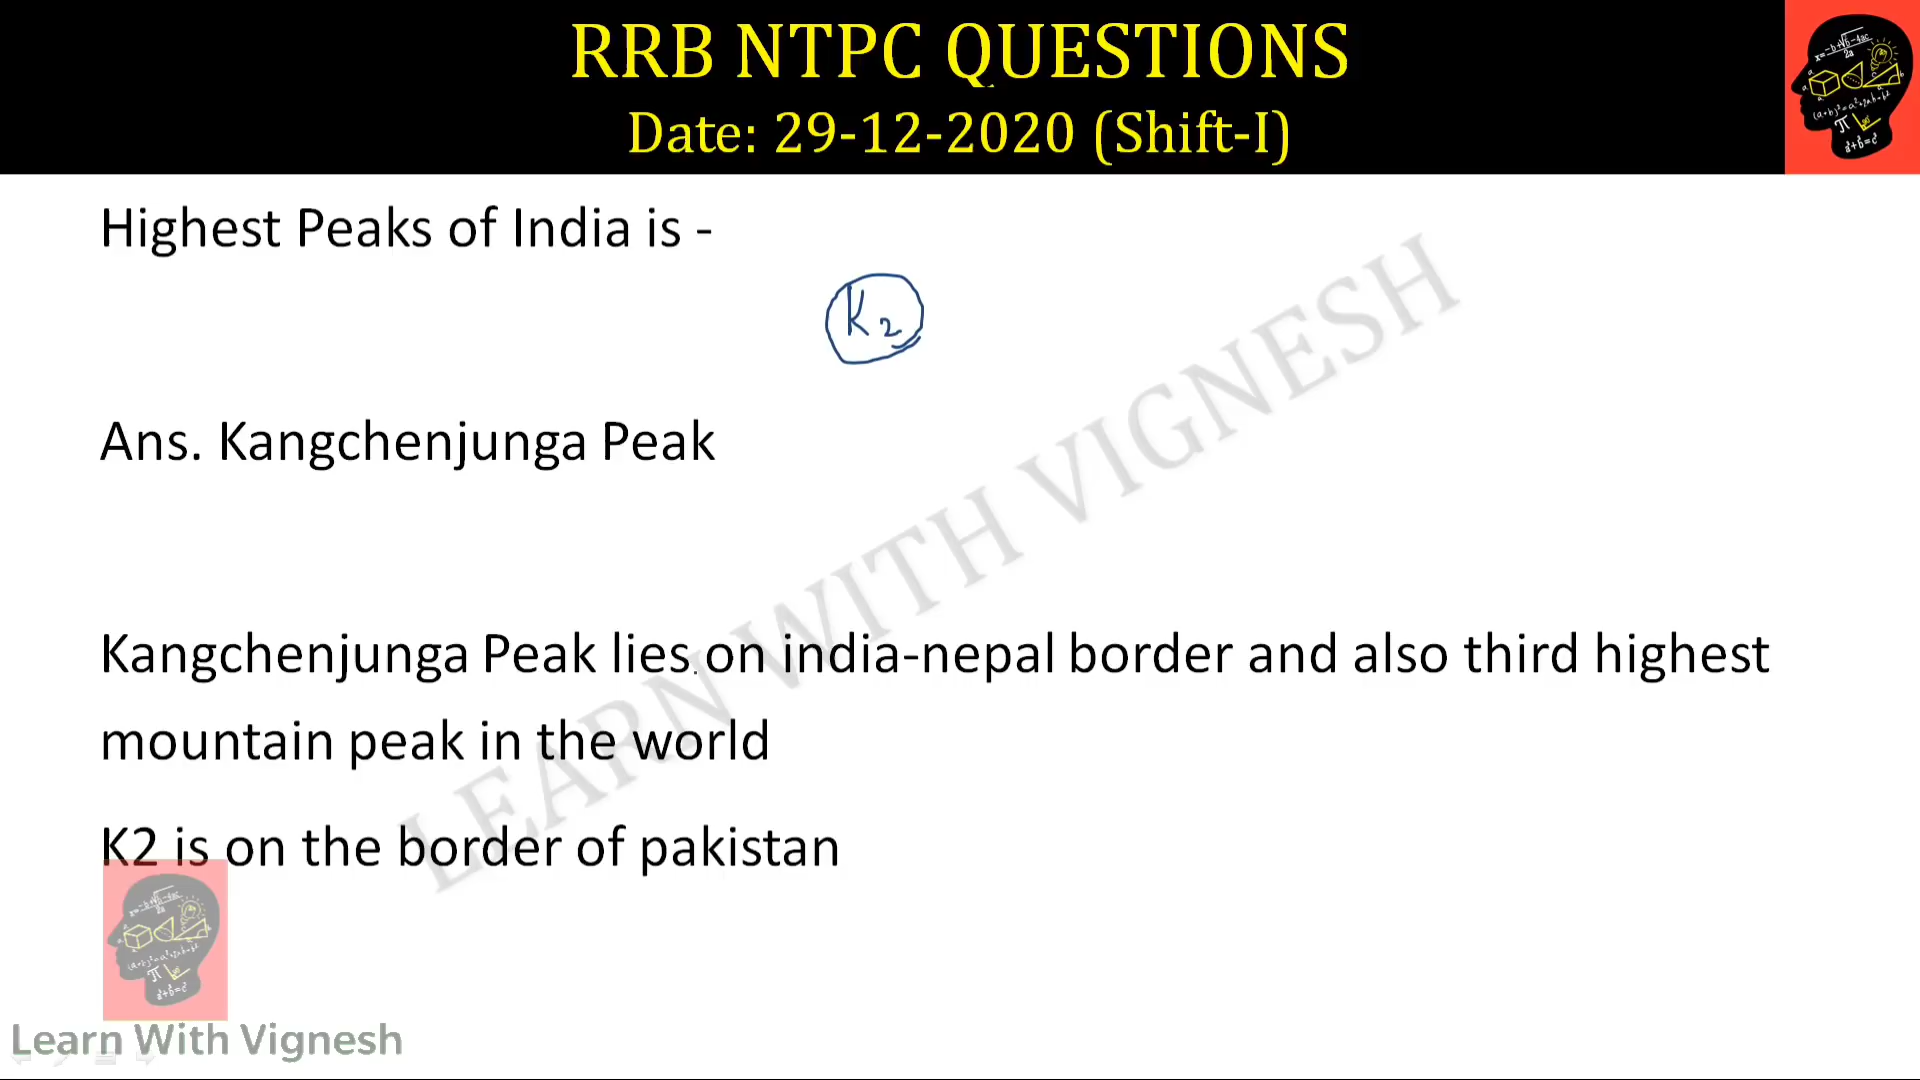 RRB NTPC QUESTIONS
Date: 29-12-2020 (Shift-I)
Highest Peaks of India is -
K2
Ans. Kangchenjunga Peak
LEARN WITH VIGNESH
Kangchenjunga Peak lies on india-nepal border and also third highest
mountain peak in the world
K2 is on the border of pakistan
Learn With Vignesh